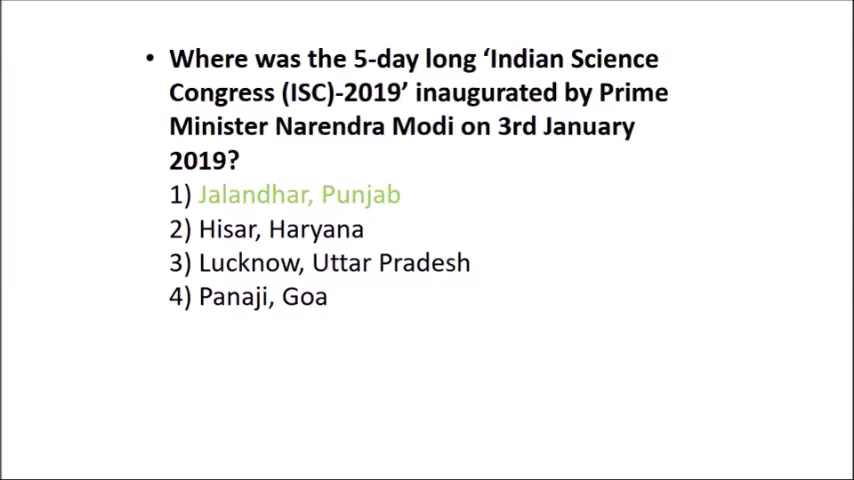 • Where was the 5-day long ‘Indian Science
Congress (ISC)-2019’ inaugurated by Prime
Minister Narendra Modi on 3rd January
2019?
1) Jalandhar, Punjab
2) Hisar, Haryana
3) Lucknow, Uttar Pradesh
4) Panaji, Goa